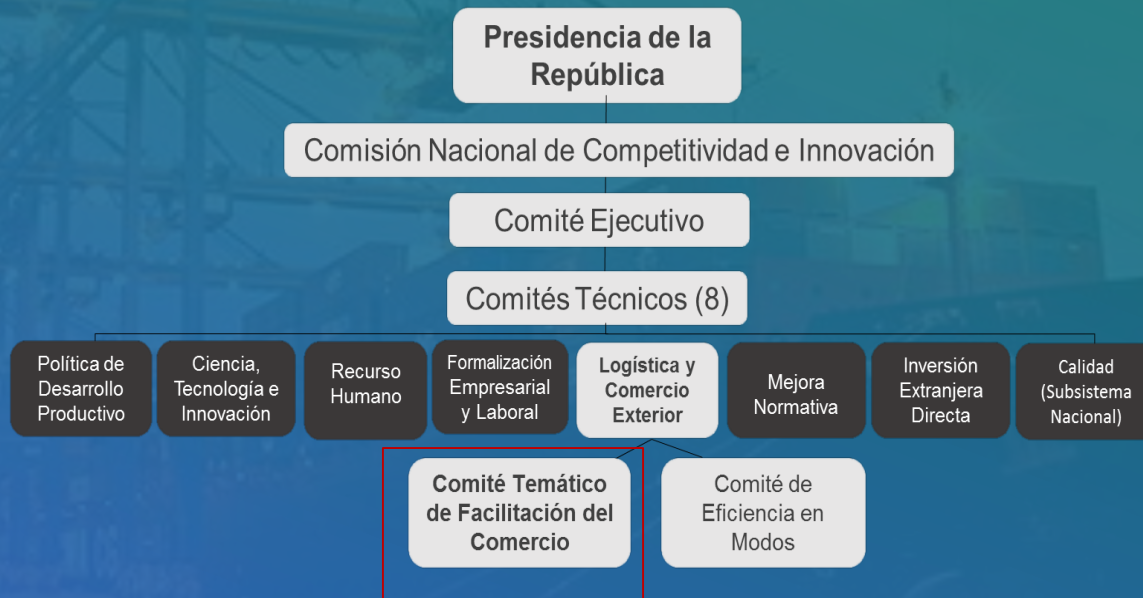 Presidencia de la
República
Comisión Nacional de Competitividad e Innovación
Comité Ejecutivo
Comités Técnicos (8)
Política de
Desarrollo
Productivo
Ciencia,
Tecnología e
Innovación
Recurso
Humano
Formalización
Empresarial
y Laboral
Logística y
Comercio
Exterior
Mejora
Normativa
Inversión
Extranjera
Directa
Calidad
(Subsistema
Nacional)
Comité Temático
de Facilitación del
Comercio
Comité de
Eficiencia en
Modos